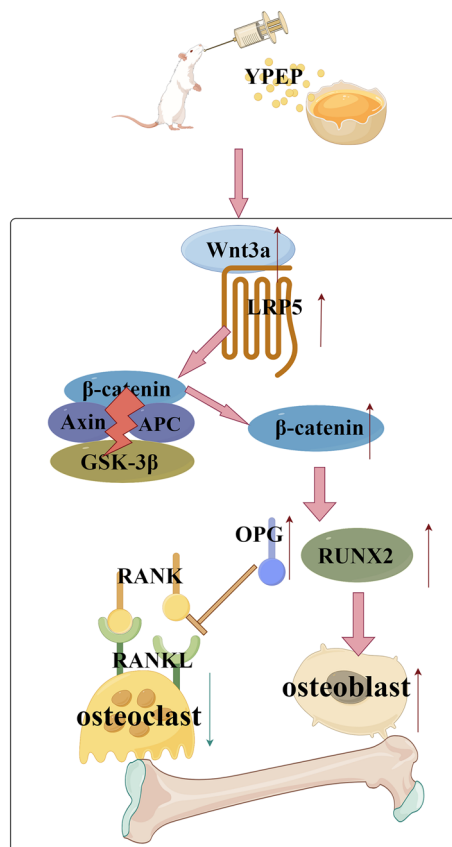 YPEP
Wnt3a
LRP5
β-catenin
Axin
APC
GSK-3β
β-catenin
OPG
RUNX2
RANK
RANKL
osteoclast
osteoblast